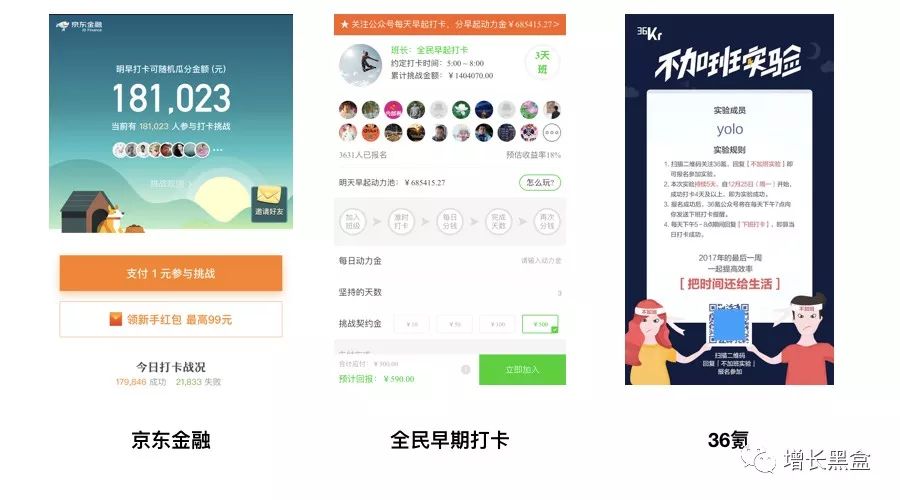 京东金融
JD Finance
明早打卡可随机瓜分金额 (元)
181,023
当前有 181,023 人参与打卡挑战
挑战攻略
邀请好友
支付 1 元参与挑战
领新手红包 最高99元
今日打卡战况
179,846 成功 21,833 失败
京东金融
★ 关注公众号每天早起打卡、分早起动力金￥685415.27>
班长：全民早起打卡
约定打卡时间：5:00 ~ 8:00
累计挑战金额：￥1404070.00
3天
班
3631人已报名
预估收益率18%
明天早起动力池：￥685415.27
怎么玩?
加入
班级
准时
打卡
每日
分钱
完成
天数
再次
分钱
每日动力金
请输入动力金
坚持的天数
3
挑战契约金
￥10
￥50
￥100
￥500
合计应付：￥500.00
预计回报：￥590.00
立即加入
全民早期打卡
36Kr
不加班实验
实验成员
yolo
实验规则
1. 扫描二维码关注36氪，回复【不加班实验】即
可报名参加实验。
2. 本次实验持续5天，自12月25日（周一）开始，
成功打卡4天及以上，即为实验成功。
3. 报名成功后，36氪公众号将在每天下午7点向
你发送下班打卡提醒。
4. 每天下午5 - 8点期间回复【下班打卡】，即算当
日打卡成功。
2017年的最后一周
一起提高效率
[ 把时间还给生活 ]
不加班
不加班
扫描二维码
回复「不加班实验」
报名参加
36氪
增长黑盒